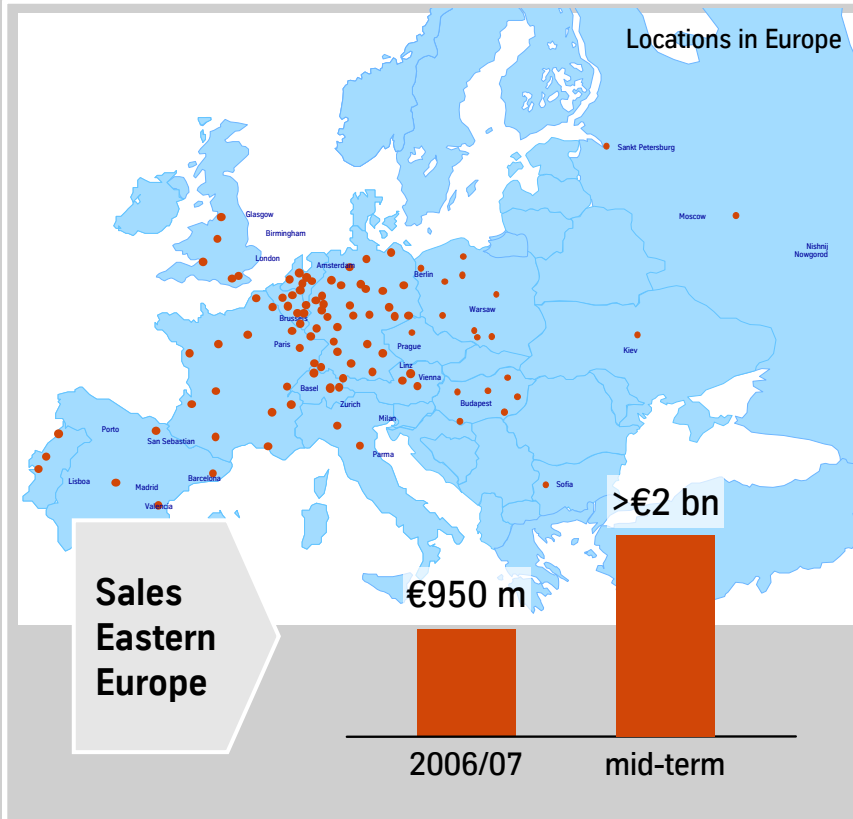 Locations in Europe
Sankt Petersburg
Moscow
Nishnij
Nowgorod
Glasgow
Birmingham
London
Amsterdam
Berlin
Warsaw
Brussels
Paris
Prague
Kiev
Linz
Vienna
Basel
Zurich
Budapest
Milan
Porto
San Sebastian
Parma
Lisboa
Madrid
Barcelona
Valencia
Sofia
>€2 bn
€950 m
Sales
Eastern
Europe
2006/07
mid-term